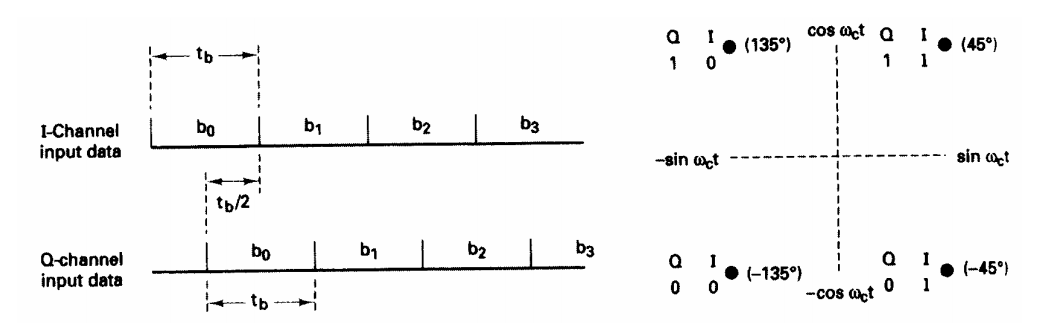 t_b
I-Channel
input data
b₀ b₁ b₂ b₃
t_b/2
Q-channel
input data
b₀ b₁ b₂ b₃
t_b
cos ω_ct
Q I
1 0
(135°)
Q I
1 1
(45°)
-sin ω_ct
sin ω_ct
Q I
0 0
(-135°)
-cos ω_ct
Q I
0 1
(-45°)